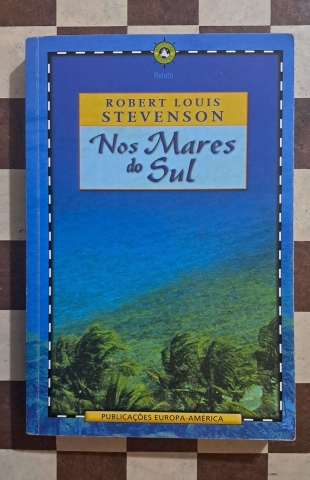 Relato
ROBERT LOUIS
STEVENSON
Nos Mares
do Sul
PUBLICAÇÕES EUROPA-AMÉRICA